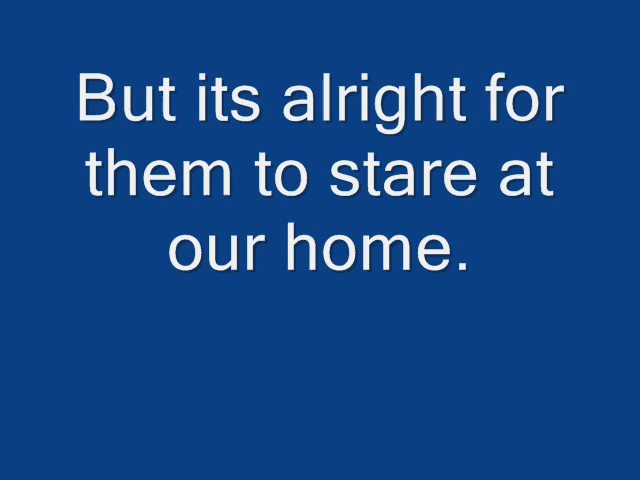 But its alright for
them to stare at
our home.